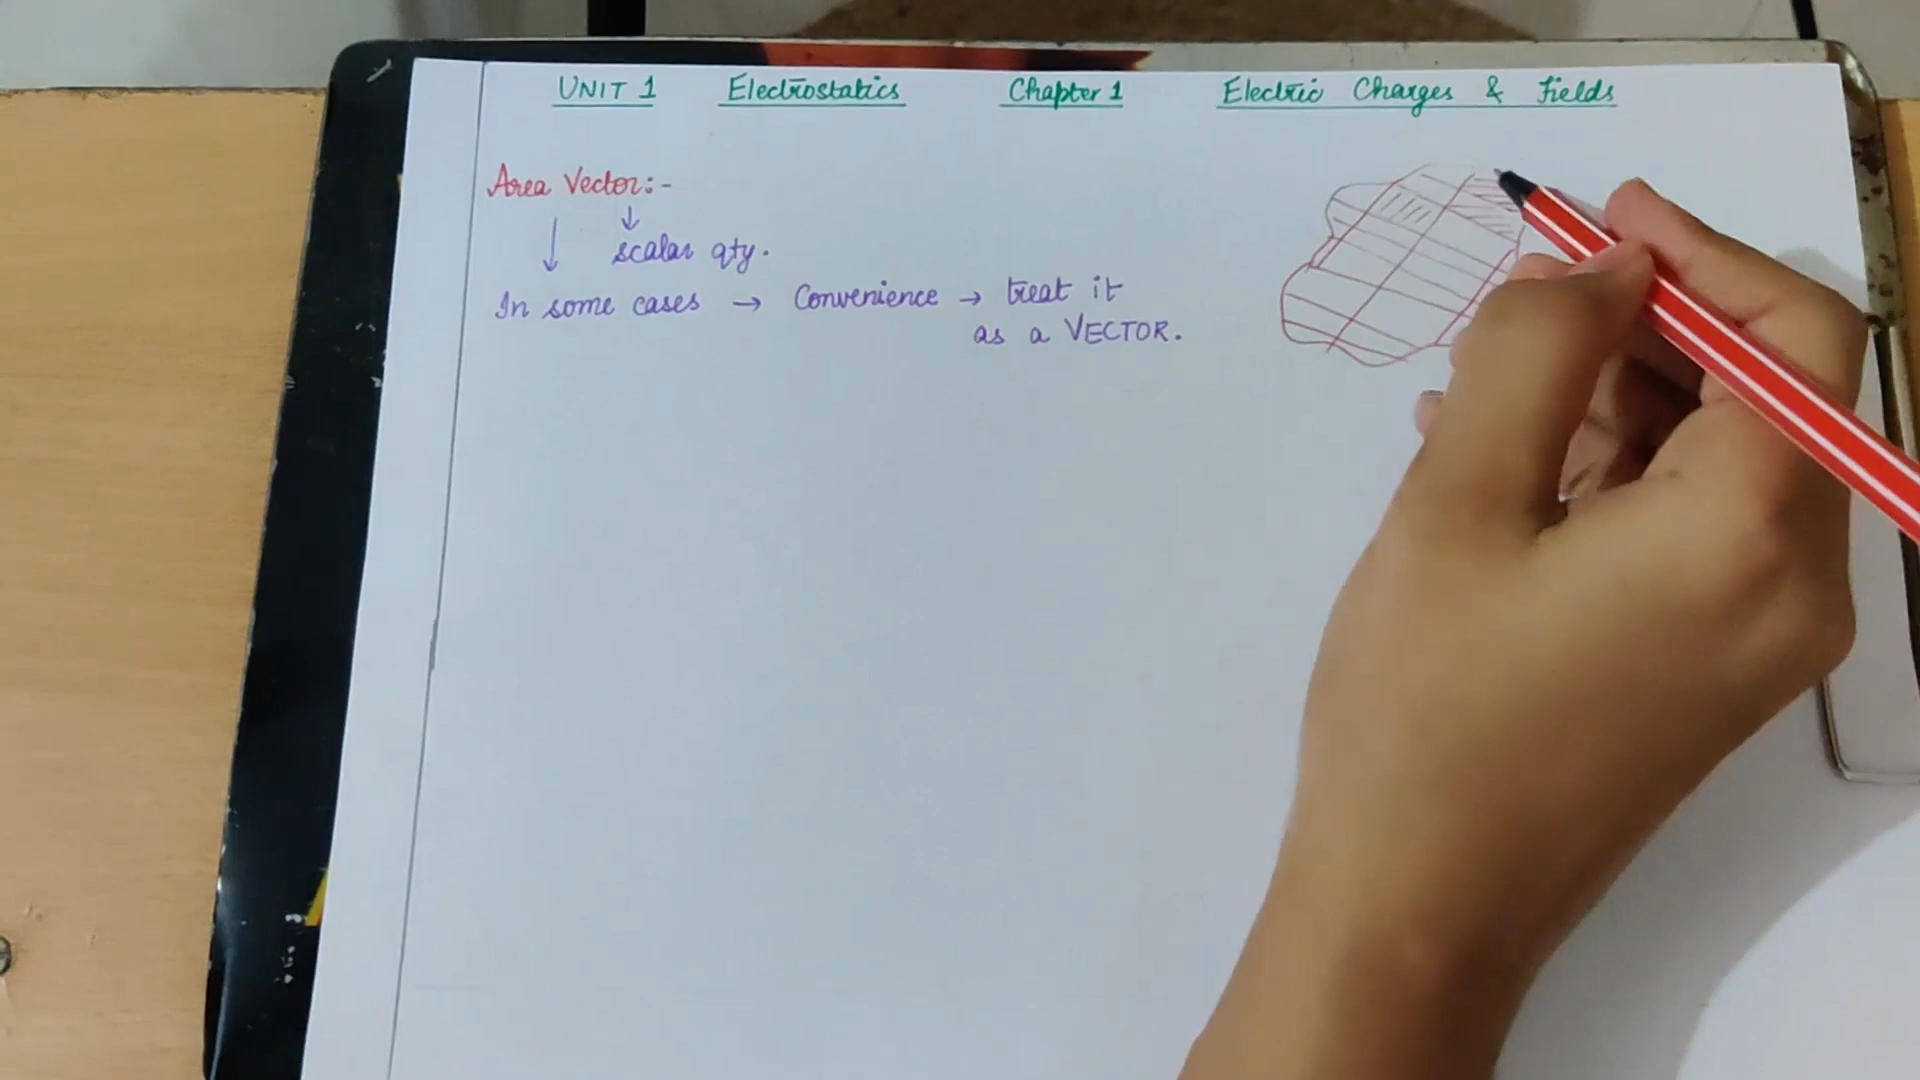 UNIT 1 Electrostatics Chapter 1 Electric Charges & Fields
Area Vector:-
↓ ↓
scalar qty.
In some cases → Convenience → treat it
as a VECTOR.